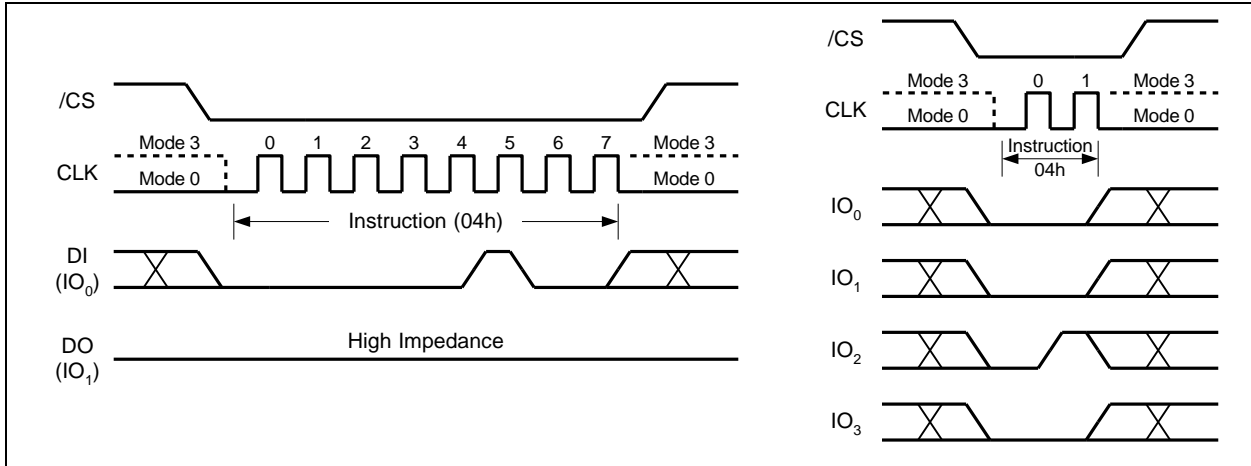 /CS
Mode 3 0 1 2 3 4 5 6 7 Mode 3
CLK Mode 0 Mode 0
Instruction (04h)
DI
(IO0)
High Impedance
DO
(IO1)
/CS
Mode 3 0 1 Mode 3
CLK Mode 0 Mode 0
Instruction
04h
IO0
IO1
IO2
IO3